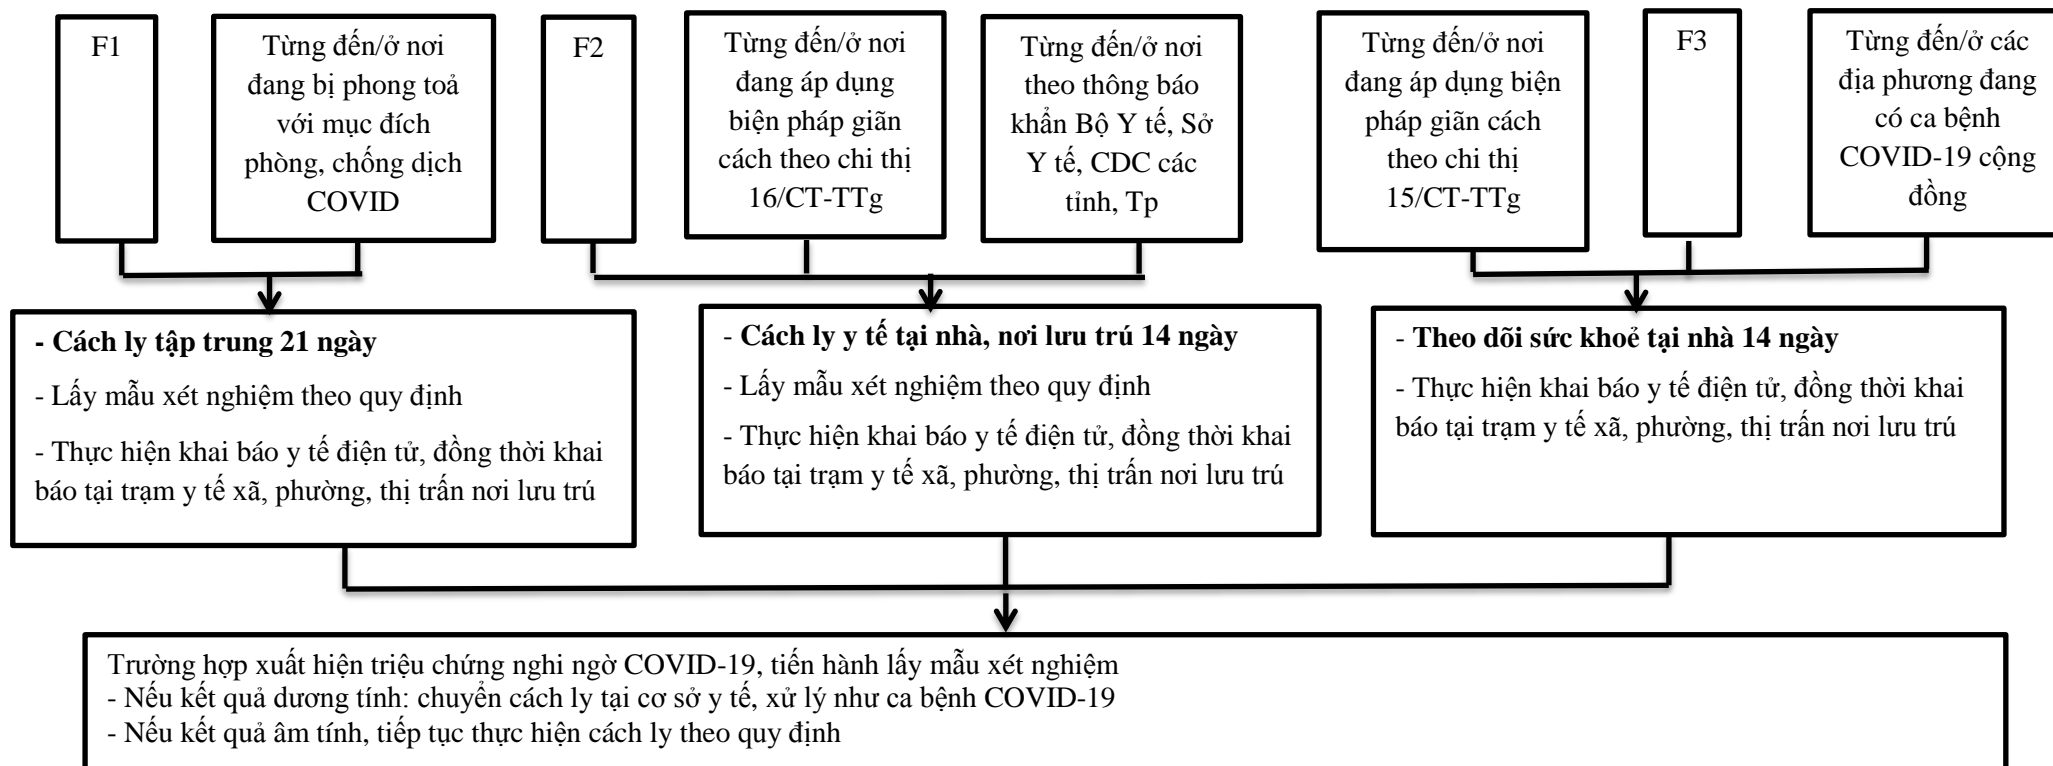 F1
Từng đến/ở nơi
đang bị phong toả
với mục đích
phòng, chống dịch
COVID
F2
Từng đến/ở nơi
đang áp dụng
biện pháp giãn
cách theo chi thị
16/CT-TTg
Từng đến/ở nơi
theo thông báo
khẩn Bộ Y tế, Sở
Y tế, CDC các
tỉnh, Tp
Từng đến/ở nơi
đang áp dụng biện
pháp giãn cách
theo chi thị
15/CT-TTg
F3
Từng đến/ở các
địa phương đang
có ca bệnh
COVID-19 cộng
đồng
- Cách ly tập trung 21 ngày
- Lấy mẫu xét nghiệm theo quy định
- Thực hiện khai báo y tế điện tử, đồng thời khai
báo tại trạm y tế xã, phường, thị trấn nơi lưu trú
- Cách ly y tế tại nhà, nơi lưu trú 14 ngày
- Lấy mẫu xét nghiệm theo quy định
- Thực hiện khai báo y tế điện tử, đồng thời khai
báo tại trạm y tế xã, phường, thị trấn nơi lưu trú
- Theo dõi sức khoẻ tại nhà 14 ngày
- Thực hiện khai báo y tế điện tử, đồng thời khai
báo tại trạm y tế xã, phường, thị trấn nơi lưu trú
Trường hợp xuất hiện triệu chứng nghi ngờ COVID-19, tiến hành lấy mẫu xét nghiệm
- Nếu kết quả dương tính: chuyển cách ly tại cơ sở y tế, xử lý như ca bệnh COVID-19
- Nếu kết quả âm tính, tiếp tục thực hiện cách ly theo quy định